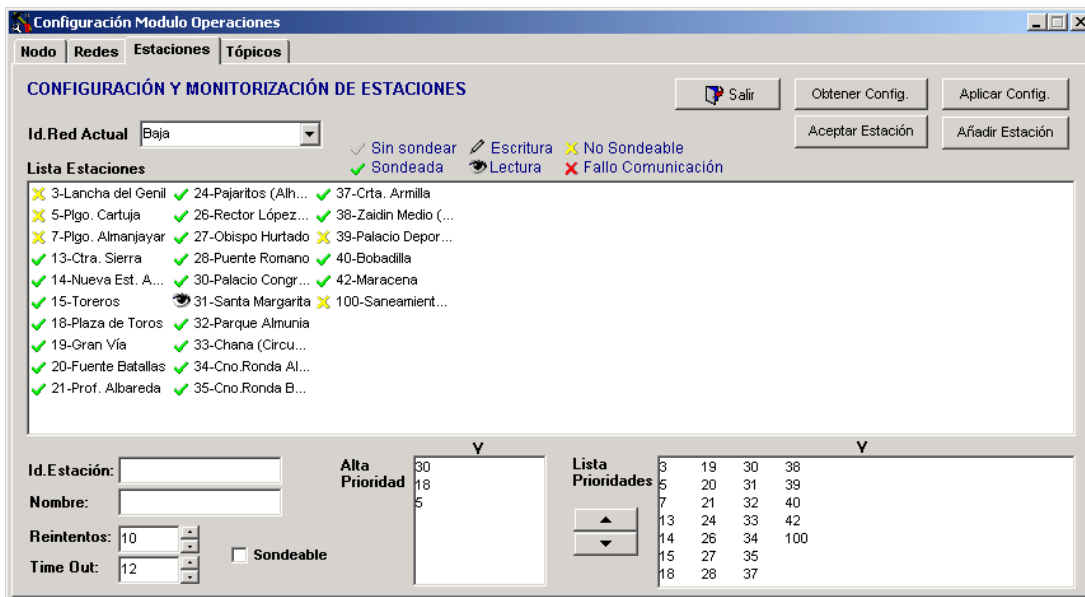 Configuración Modulo Operaciones
Nodo Redes Estaciones Tópicos
CONFIGURACIÓN Y MONITORIZACIÓN DE ESTACIONES
Salir Obtener Config. Aplicar Config.
Id.Red Actual Baja Aceptar Estación Añadir Estación
Sin sondear Escritura No Sondeable
Lista Estaciones Sondeada Lectura Fallo Comunicación
3-Lancha del Genil 24-Pajaritos (Alh... 37-Crta. Armilla
5-Plgo. Cartuja 26-Rector López... 38-Zaidin Medio (...
7-Plgo. Almanjayar 27-Obispo Hurtado 39-Palacio Depor...
13-Ctra. Sierra 28-Puente Romano 40-Bobadilla
14-Nueva Est. A... 30-Palacio Congr... 42-Maracena
15-Toreros 31-Santa Margarita 100-Saneamient...
18-Plaza de Toros 32-Parque Almunia
19-Gran Vía 33-Chana (Circu...
20-Fuente Batallas 34-Cno.Ronda Al...
21-Prof. Albareda 35-Cno.Ronda B...
V V
Id.Estación: Alta Prioridad Lista Prioridades
Nombre:
Reintentos: 10
Time Out: 12
Sondeable
30
18
5
3 19 30 38
5 20 31 39
7 21 32 40
13 24 33 42
14 26 34 100
15 27 35
18 28 37